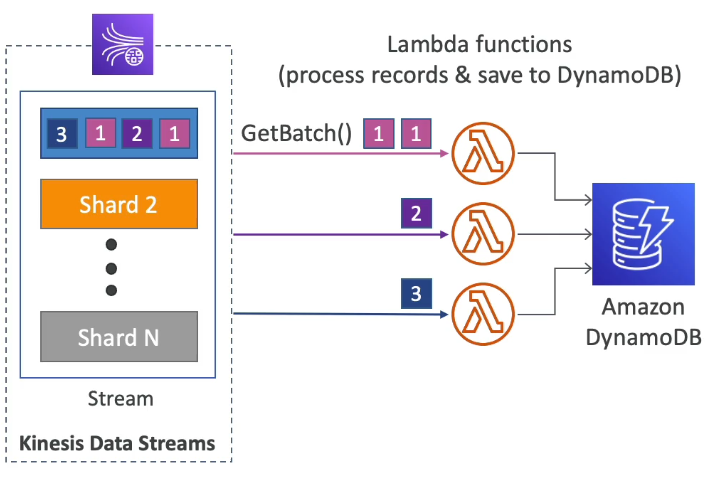 Lambda functions
(process records & save to DynamoDB)
3 1 2 1
GetBatch() 1 1
Shard 2
2
3
Shard N
Amazon
DynamoDB
Stream
Kinesis Data Streams